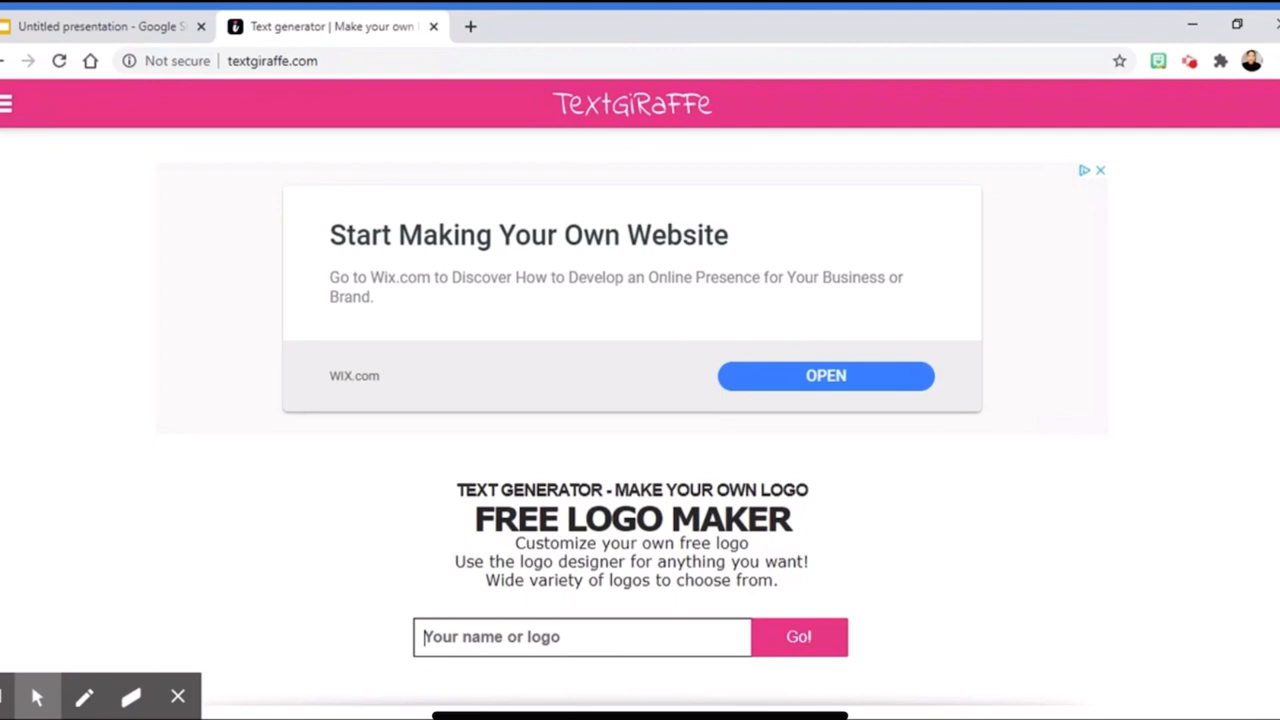 Untitled presentation - Google S
Text generator | Make your own
Not secure
textgiraffe.com
TextGiRaFFe
Start Making Your Own Website
Go to Wix.com to Discover How to Develop an Online Presence for Your Business or
Brand.
WIX.com
OPEN
TEXT GENERATOR - MAKE YOUR OWN LOGO
FREE LOGO MAKER
Customize your own free logo
Use the logo designer for anything you want!
Wide variety of logos to choose from.
Your name or logo
Go!